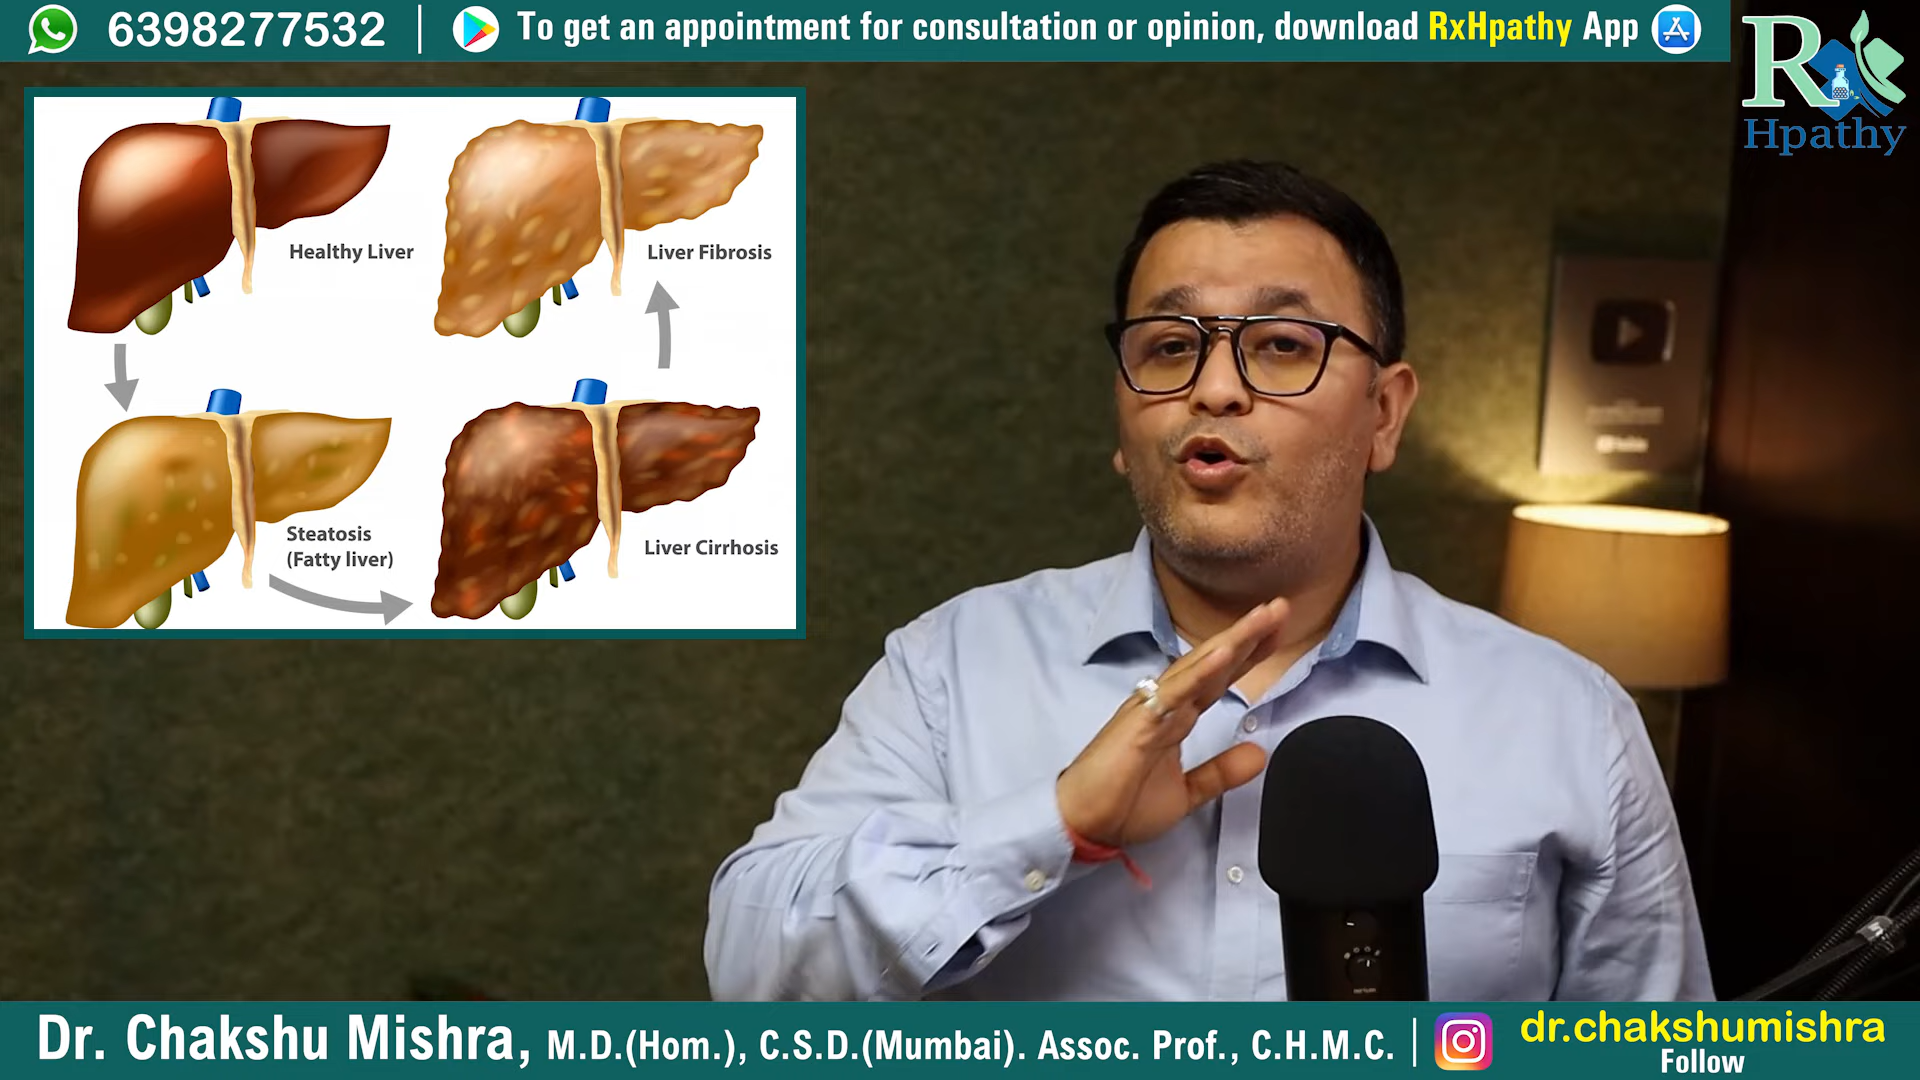 6398277532 | To get an appointment for consultation or opinion, download RxHpathy App
Rx
Hpathy
Healthy Liver
Liver Fibrosis
Steatosis
(Fatty liver)
Liver Cirrhosis
Dr. Chakshu Mishra, M.D.(Hom.), C.S.D.(Mumbai). Assoc. Prof., C.H.M.C. | dr.chakshumishra
Follow